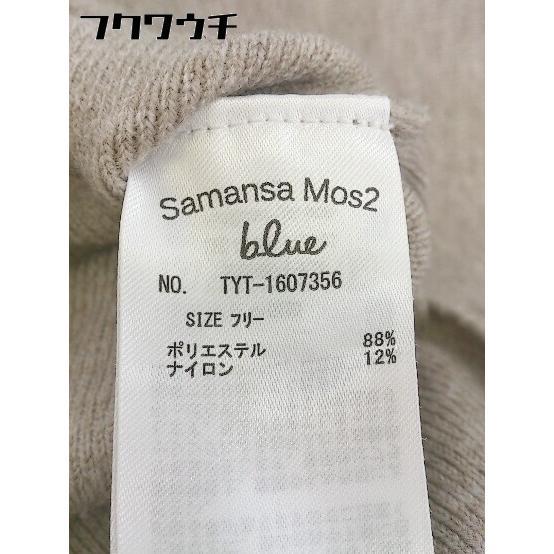 フクワウチ
Samansa Mos2
blue
NO. TYT-1607356
SIZE フリー
ポリエステル 88%
ナイロン 12%